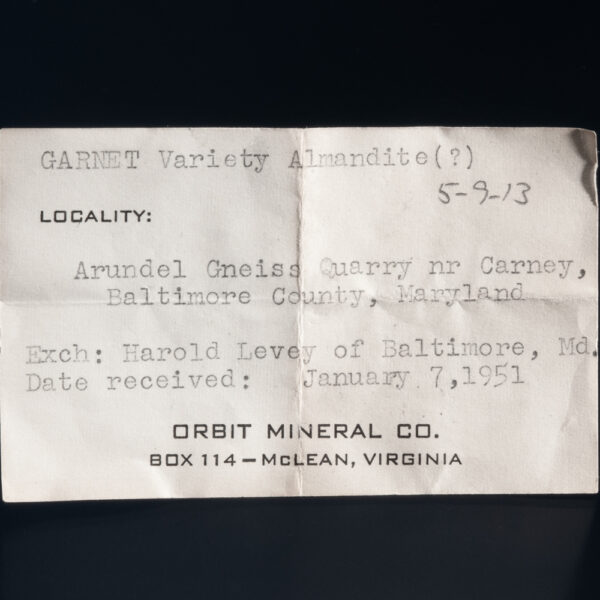 GARNET Variety Almandite(?)
5-9-13
LOCALITY:
Arundel Gneiss Quarry nr Carney,
Baltimore County, Maryland
Exch: Harold Levey of Baltimore, Md.
Date received: January 7,1951
ORBIT MINERAL CO.
BOX 114—McLEAN, VIRGINIA